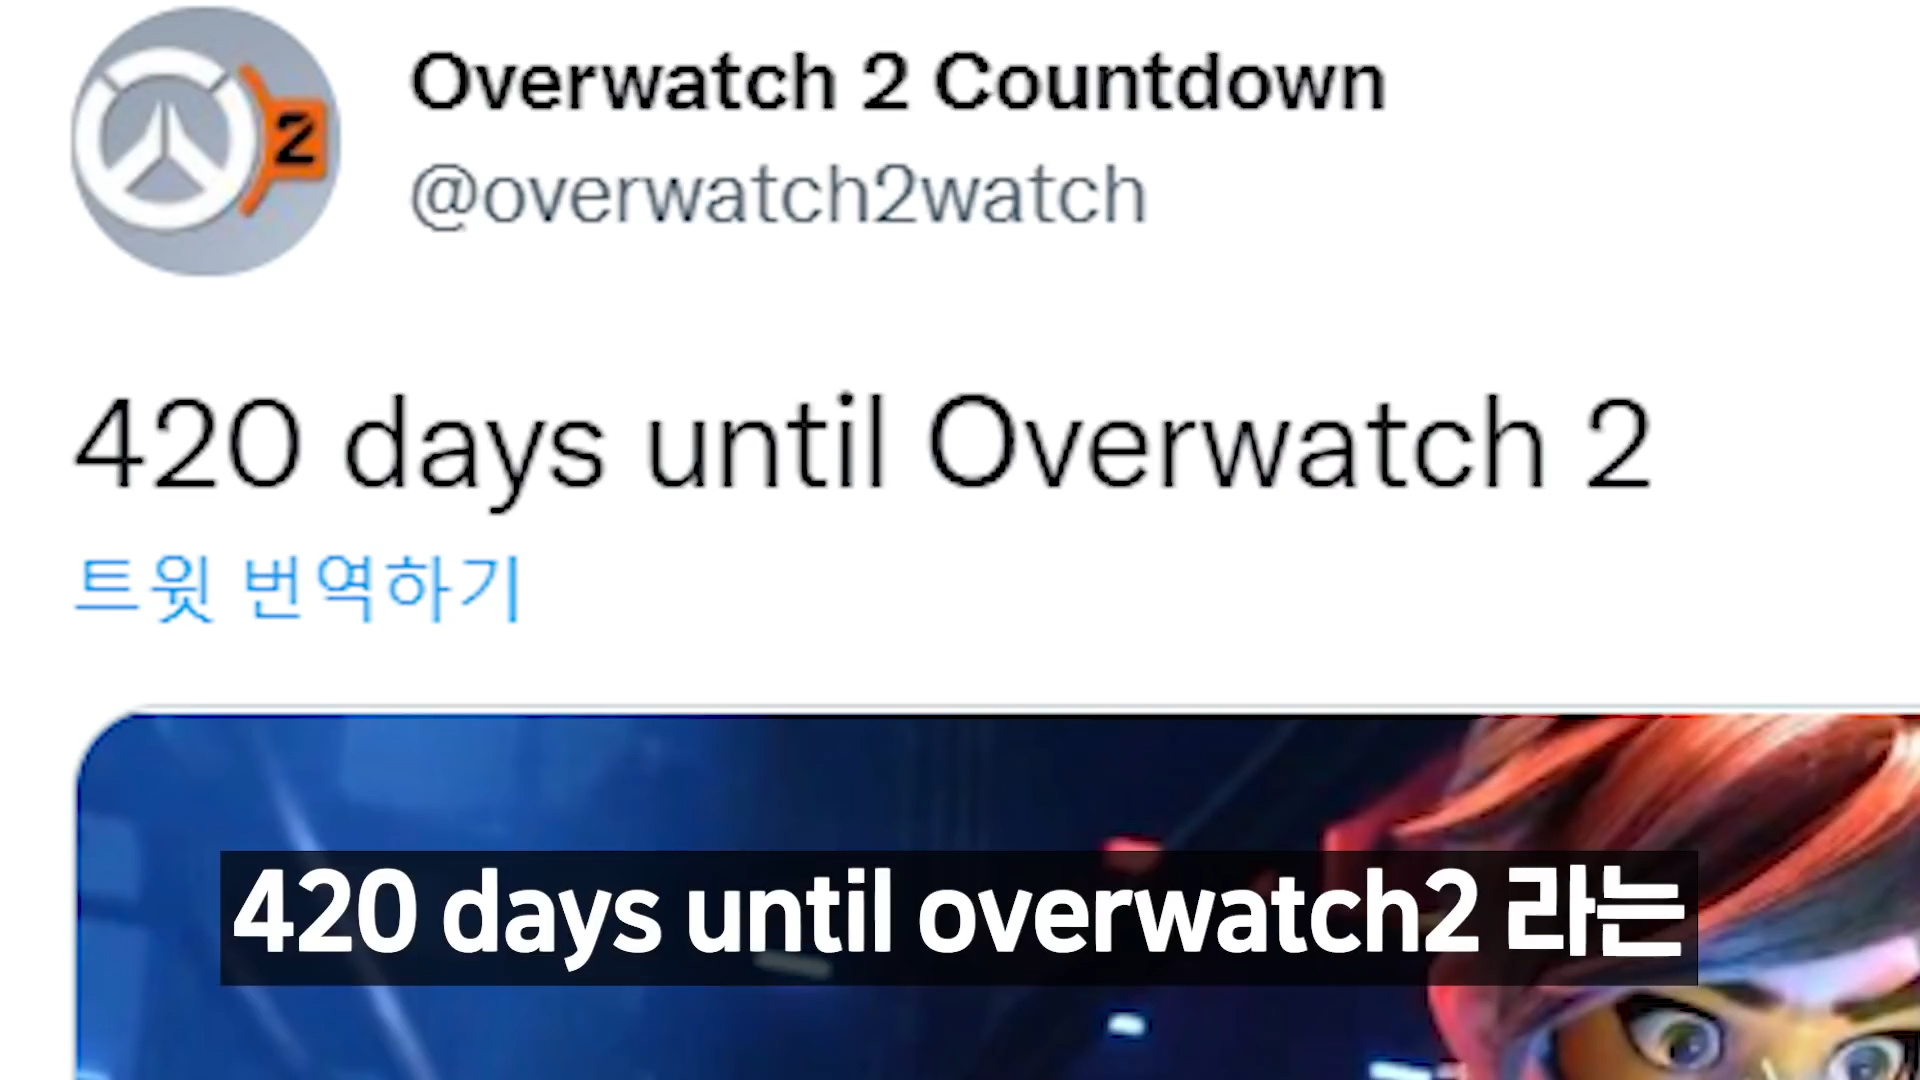 2
Overwatch 2 Countdown
@overwatch2watch
420 days until Overwatch 2
트윗 번역하기
420 days until overwatch2 라는